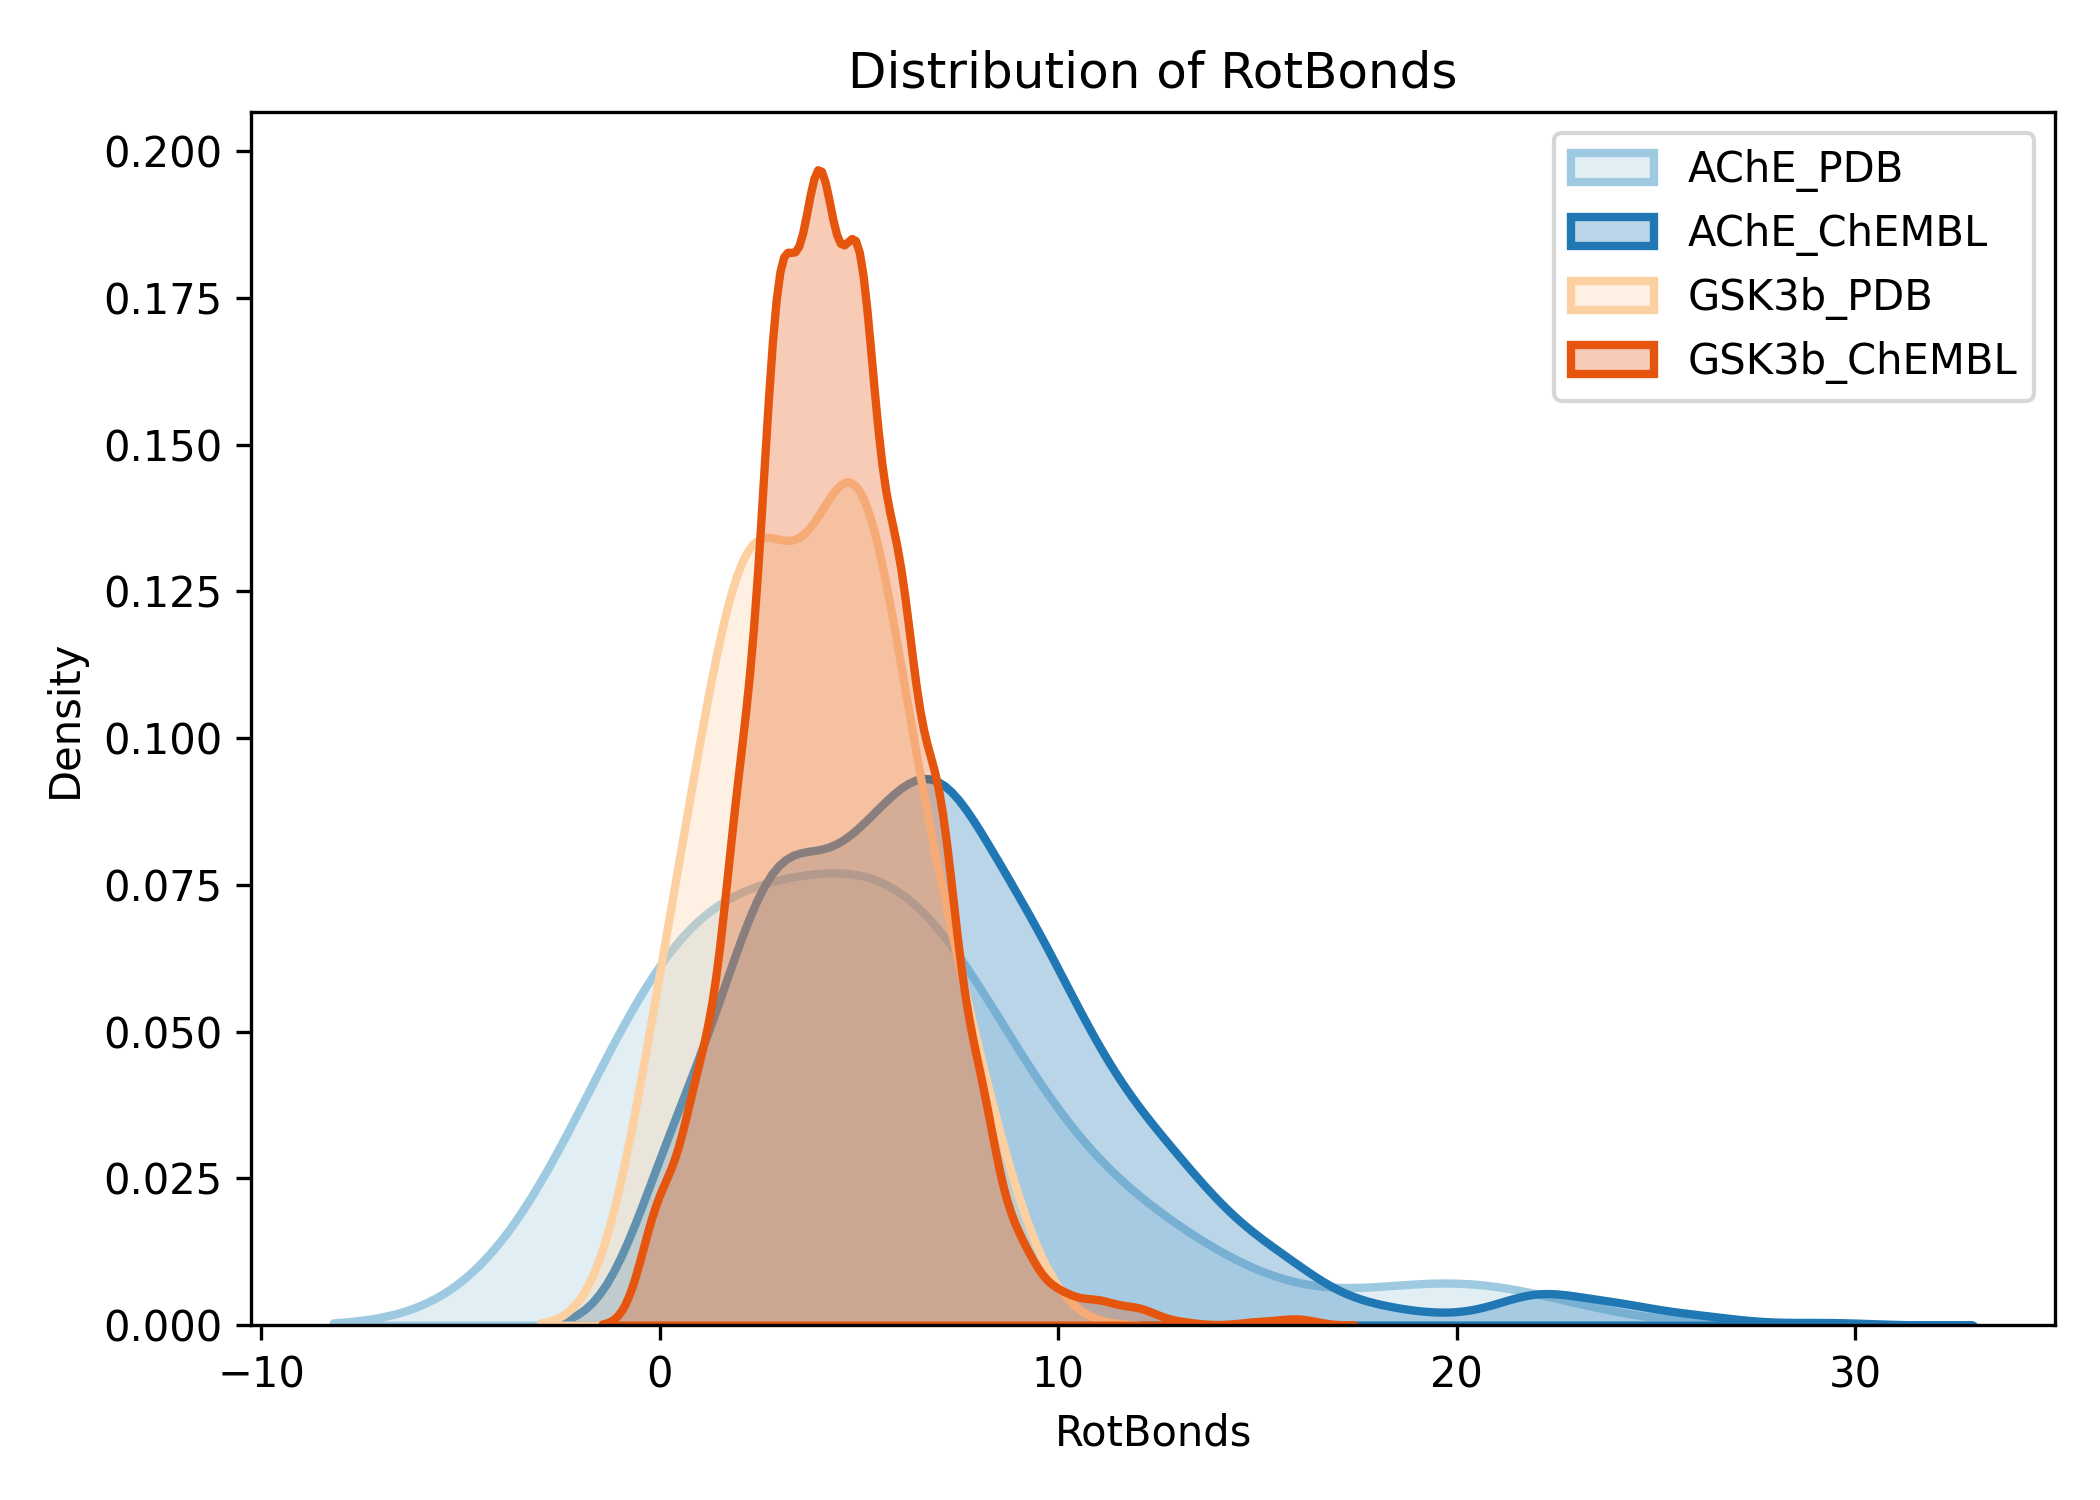 Distribution of RotBonds
AChE_PDB
AChE_ChEMBL
GSK3b_PDB
GSK3b_ChEMBL
Density
0.200
0.175
0.150
0.125
0.100
0.075
0.050
0.025
0.000
−10
0
10
20
30
RotBonds